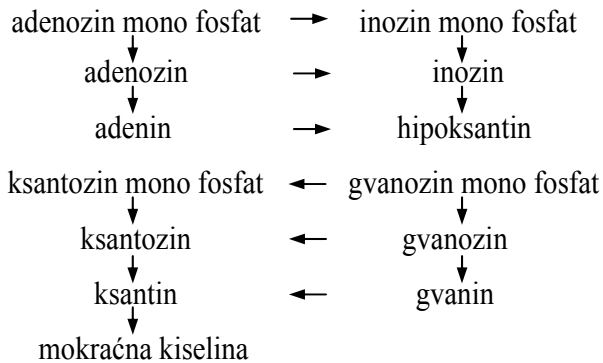 adenozin mono fosfat → inozin mono fosfat
adenozin → inozin
adenin → hipoksantin
ksantozin mono fosfat ← gvanozin mono fosfat
ksantozin ← gvanozin
ksantin ← gvanin
mokraćna kiselina